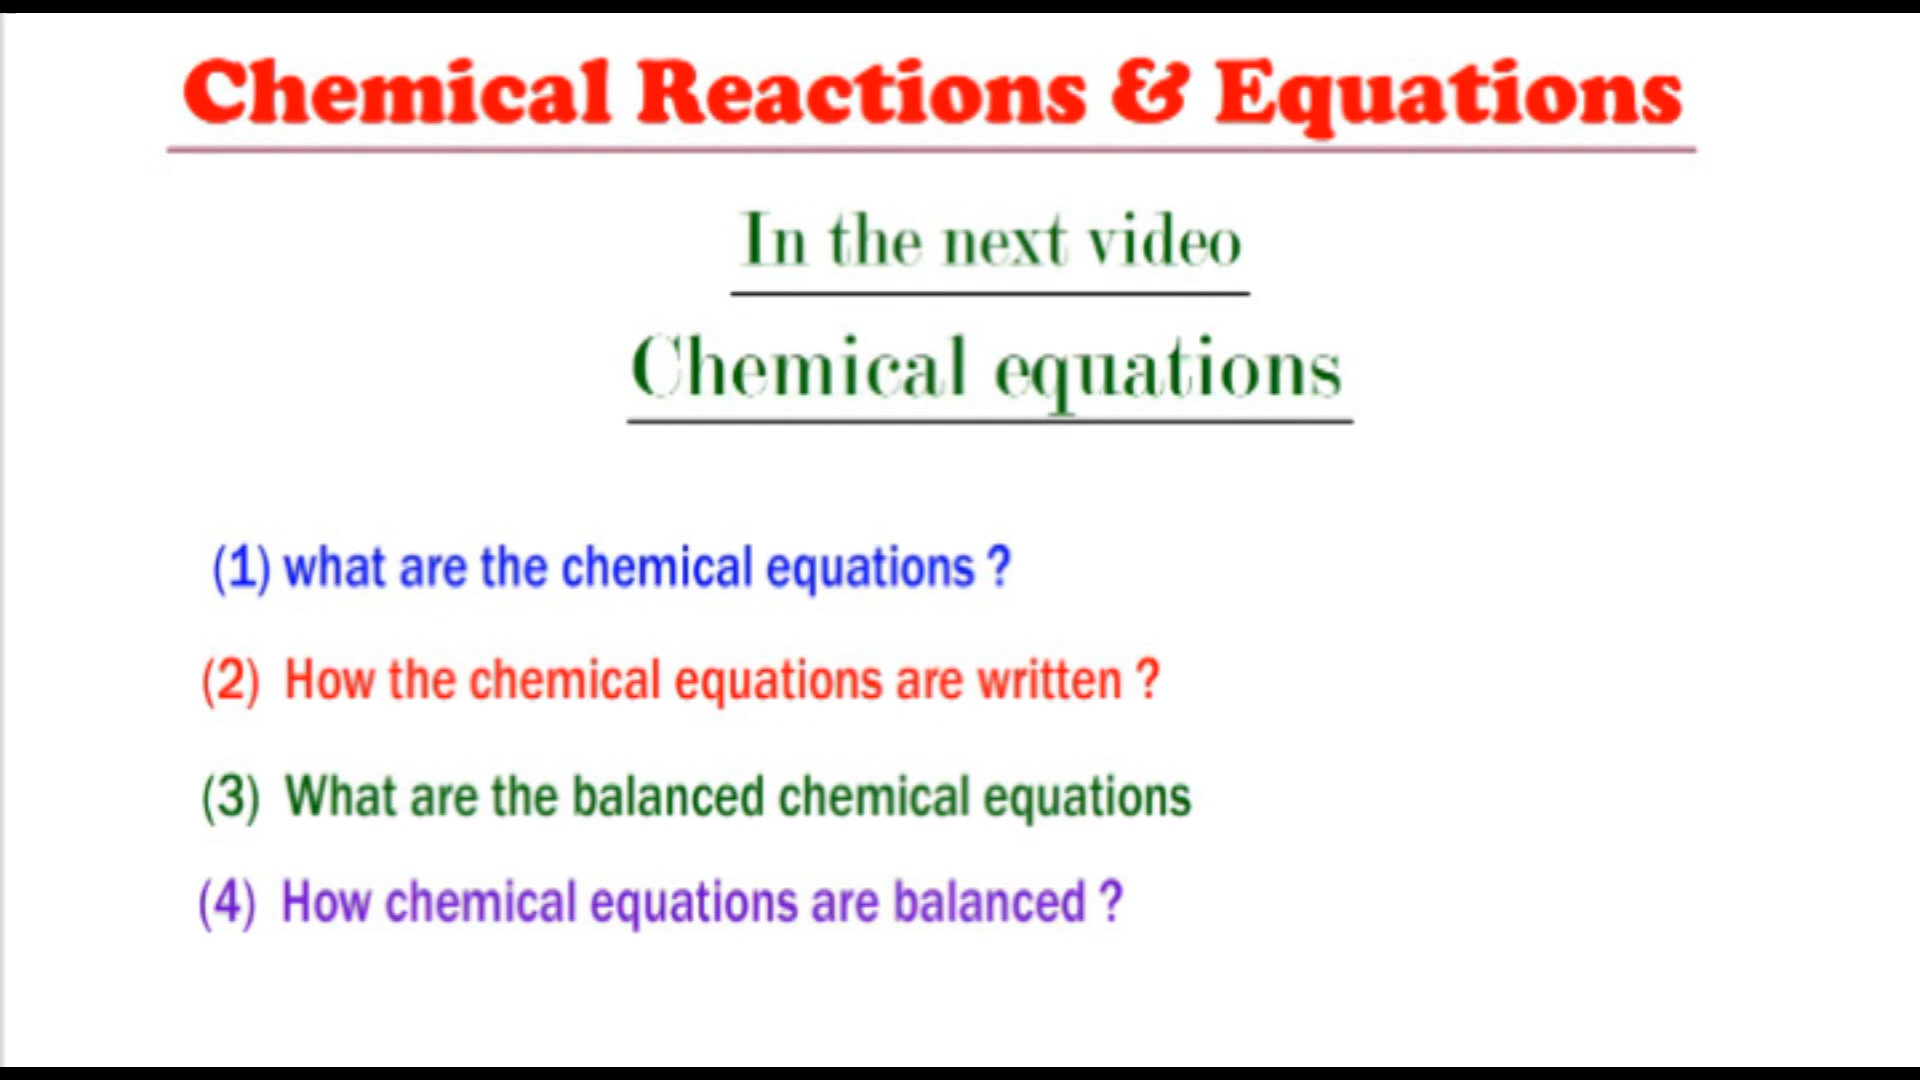 Chemical Reactions & Equations
In the next video
Chemical equations
(1) what are the chemical equations ?
(2) How the chemical equations are written ?
(3) What are the balanced chemical equations
(4) How chemical equations are balanced ?